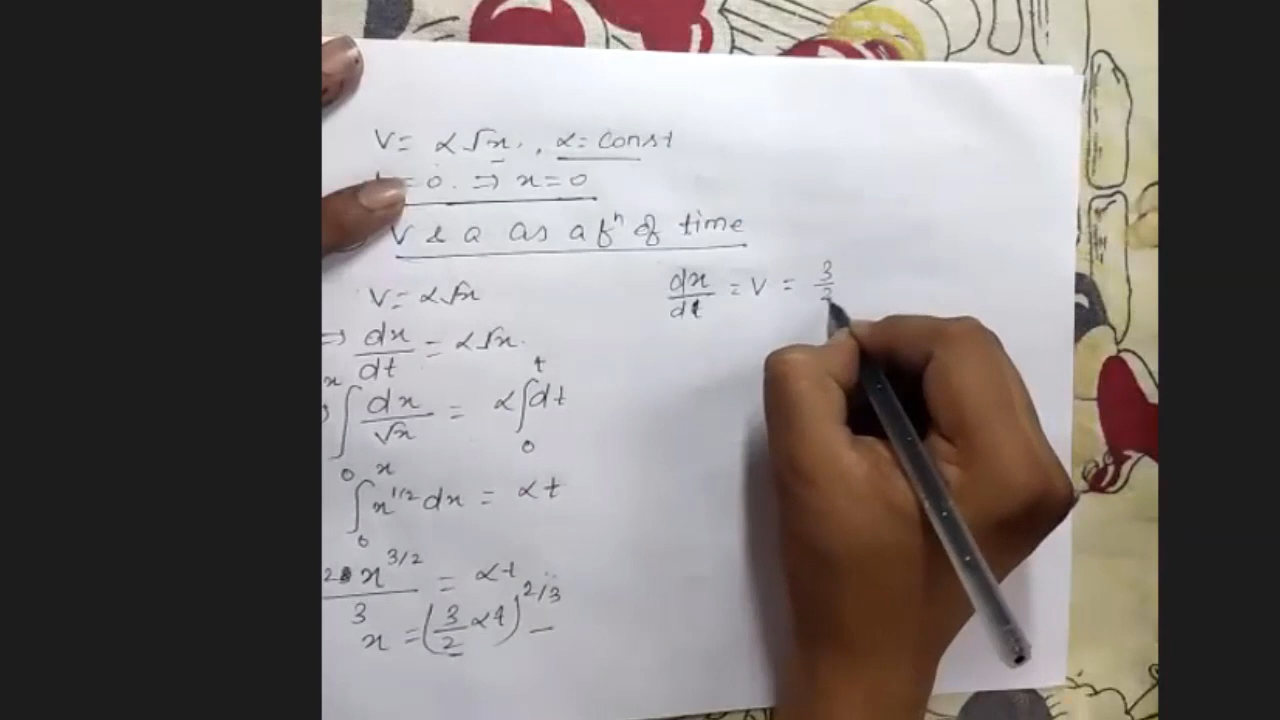 V = α√x, α = const
t = 0 ⇒ x = 0
V & a as a fⁿ of time
V = α√x
⇒ dx/dt = α√x
∫₀ˣ dx/√x = α∫₀ᵗ dt
∫₀ˣ x^1/2 dx = αt
2x^3/2 / 3 = αt
x = (3/2 αt)^2/3
dx/dt = V = 3/2